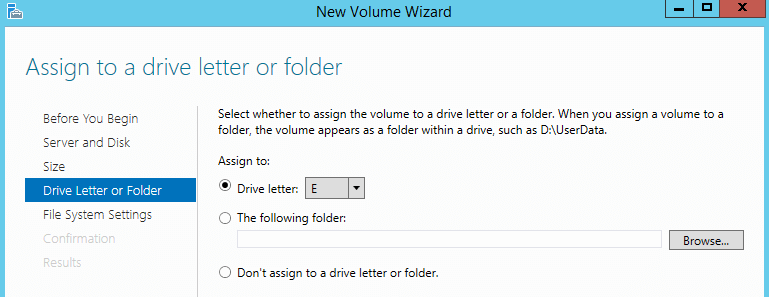 New Volume Wizard
Assign to a drive letter or folder
Before You Begin
Server and Disk
Size
Drive Letter or Folder
File System Settings
Confirmation
Results
Select whether to assign the volume to a drive letter or a folder. When you assign a volume to a
folder, the volume appears as a folder within a drive, such as D:\UserData.
Assign to:
Drive letter: E
The following folder:
Browse...
Don't assign to a drive letter or folder.